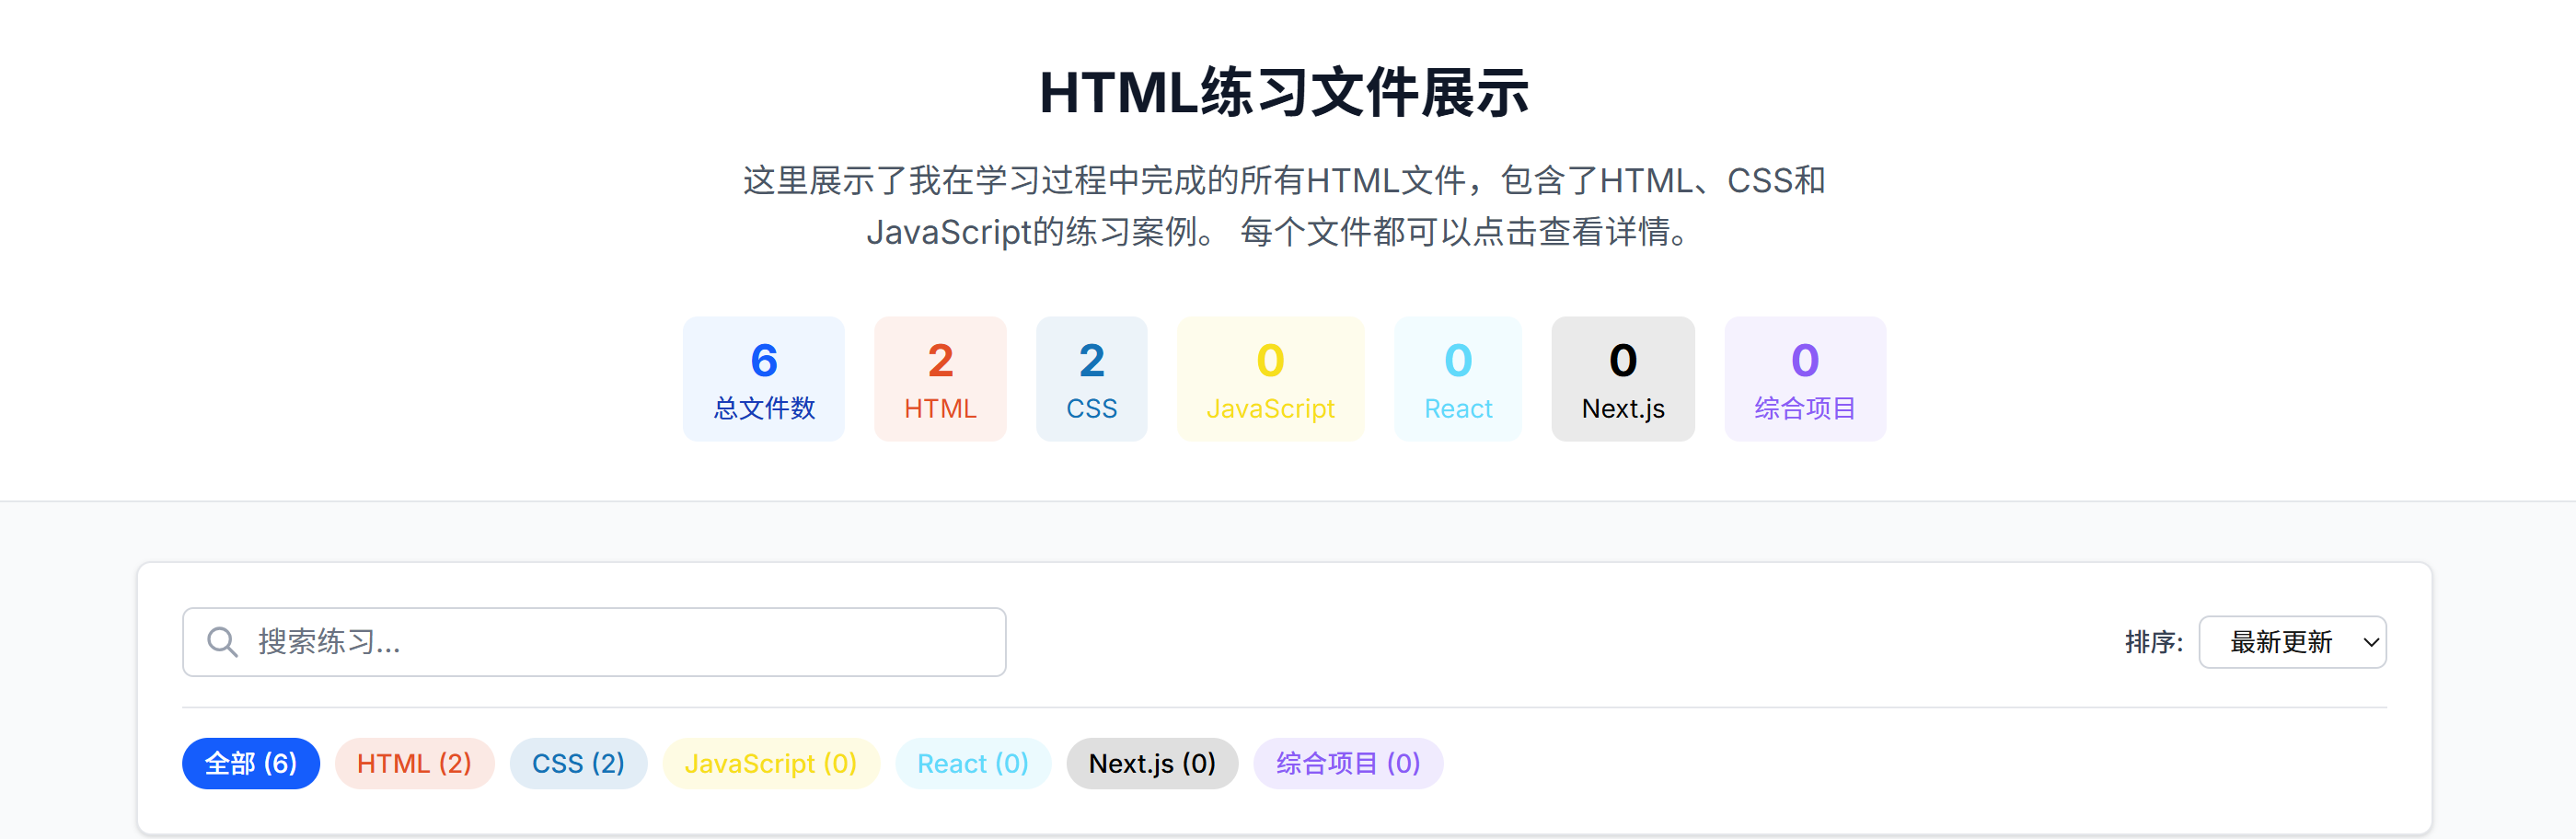 HTML练习文件展示
这里展示了我在学习过程中完成的所有HTML文件，包含了HTML、CSS和
JavaScript的练习案例。 每个文件都可以点击查看详情。
6 2 2 0 0 0 0
总文件数 HTML CSS JavaScript React Next.js 综合项目
搜索练习... 排序: 最新更新
全部 (6) HTML (2) CSS (2) JavaScript (0) React (0) Next.js (0) 综合项目 (0)